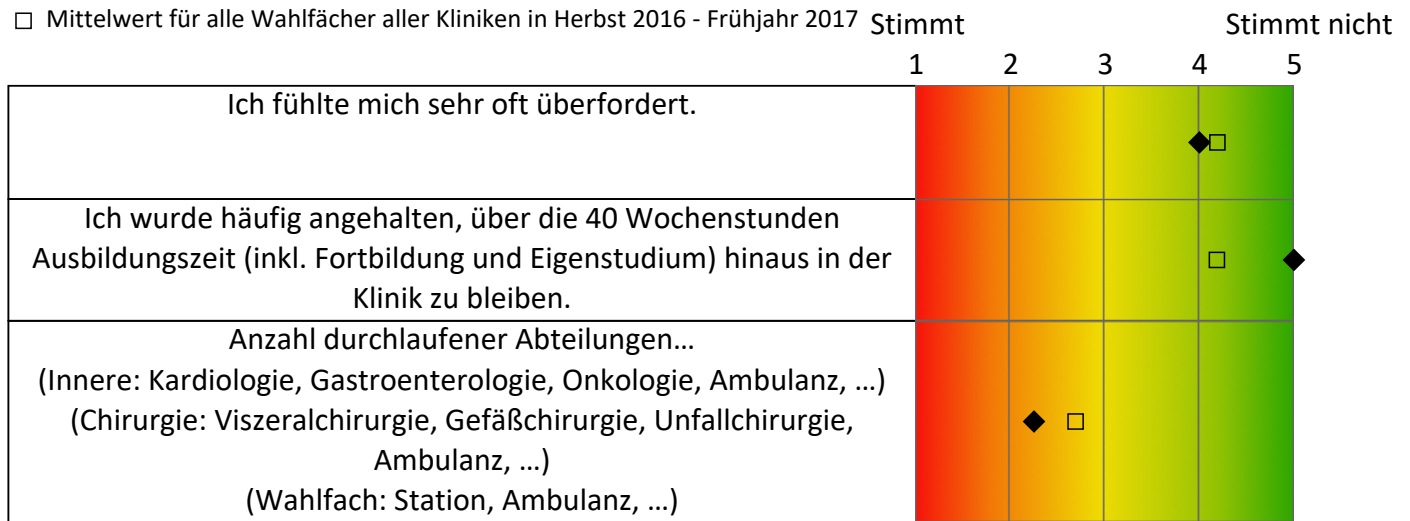 □ Mittelwert für alle Wahlfächer aller Kliniken in Herbst 2016 - Frühjahr 2017
Stimmt Stimmt nicht
1 2 3 4 5
Ich fühlte mich sehr oft überfordert.
Ich wurde häufig angehalten, über die 40 Wochenstunden
Ausbildungszeit (inkl. Fortbildung und Eigenstudium) hinaus in der
Klinik zu bleiben.
Anzahl durchlaufener Abteilungen…
(Innere: Kardiologie, Gastroenterologie, Onkologie, Ambulanz, …)
(Chirurgie: Viszeralchirurgie, Gefäßchirurgie, Unfallchirurgie,
Ambulanz, …)
(Wahlfach: Station, Ambulanz, …)